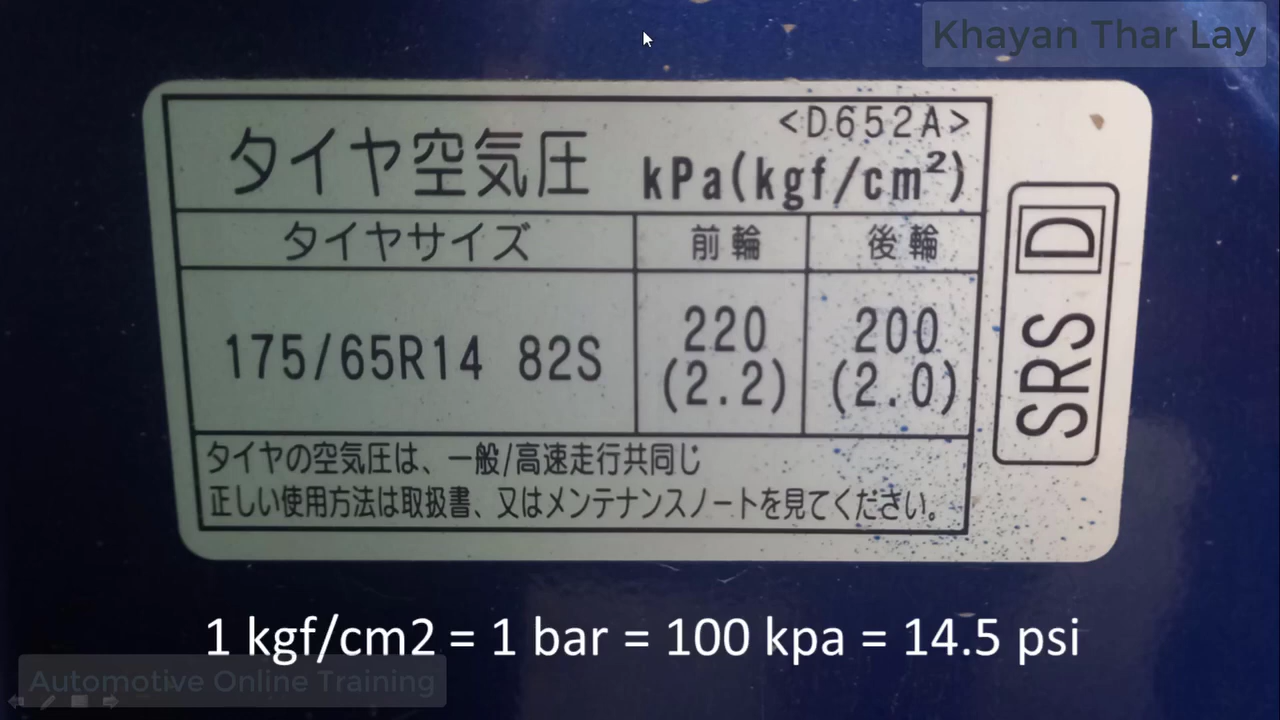 Khayan Thar Lay
<D652A>
タイヤ空気圧 kPa(kgf/cm²)
タイヤサイズ 前輪 後輪
175/65R14 82S 220 200
(2.2) (2.0)
タイヤの空気圧は、一般/高速走行共同じ
正しい使用方法は取扱書、又はメンテナンスノートを見てください。
SRS D
1 kgf/cm2 = 1 bar = 100 kpa = 14.5 psi
Automotive Online Training